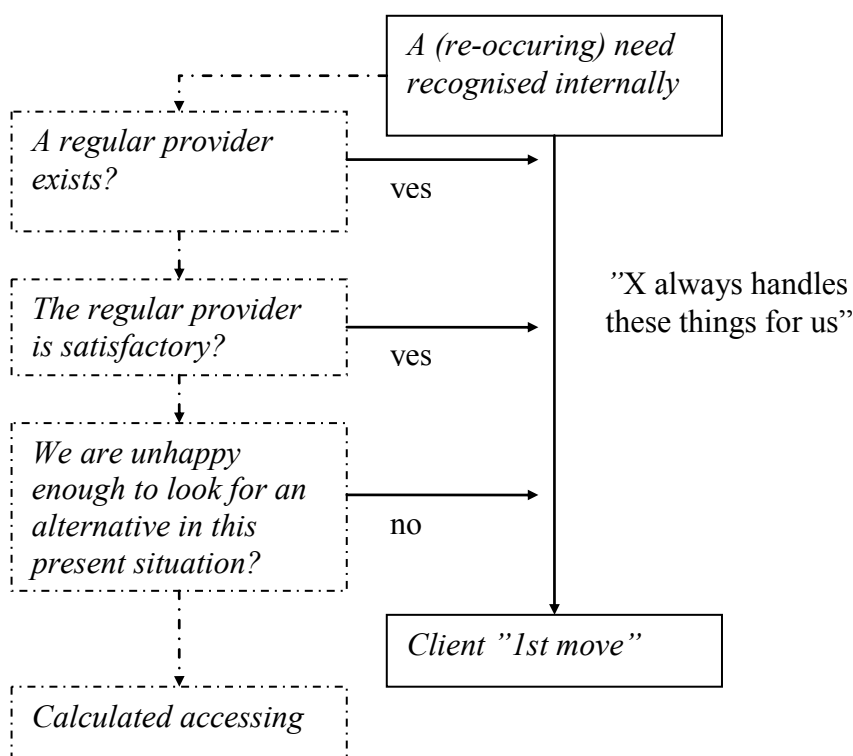 A (re-occuring) need
recognised internally
A regular provider
exists?
ves
The regular provider
is satisfactory?
ves
”X always handles
these things for us”
We are unhappy
enough to look for an
alternative in this
present situation?
no
Client ”1st move”
Calculated accessing